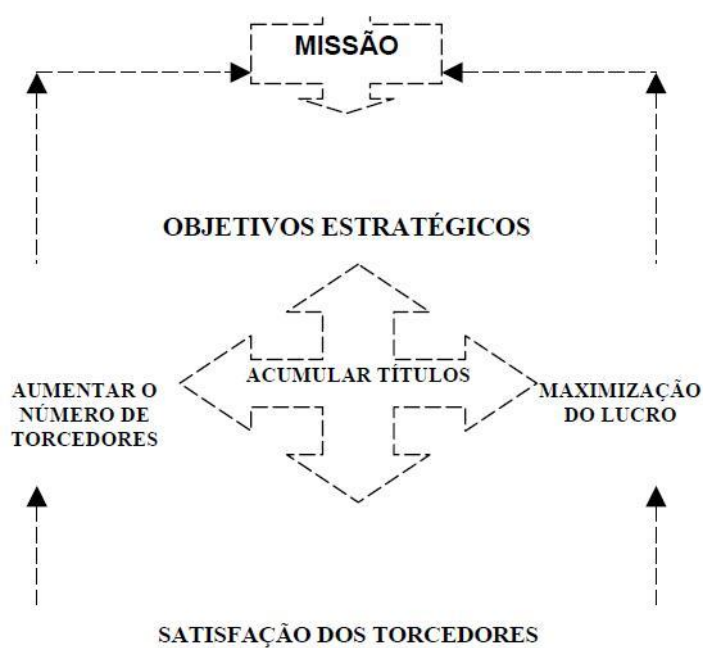 MISSÃO
OBJETIVOS ESTRATÉGICOS
ACUMULAR TÍTULOS
AUMENTAR O
NÚMERO DE
TORCEDORES
MAXIMIZAÇÃO
DO LUCRO
SATISFAÇÃO DOS TORCEDORES